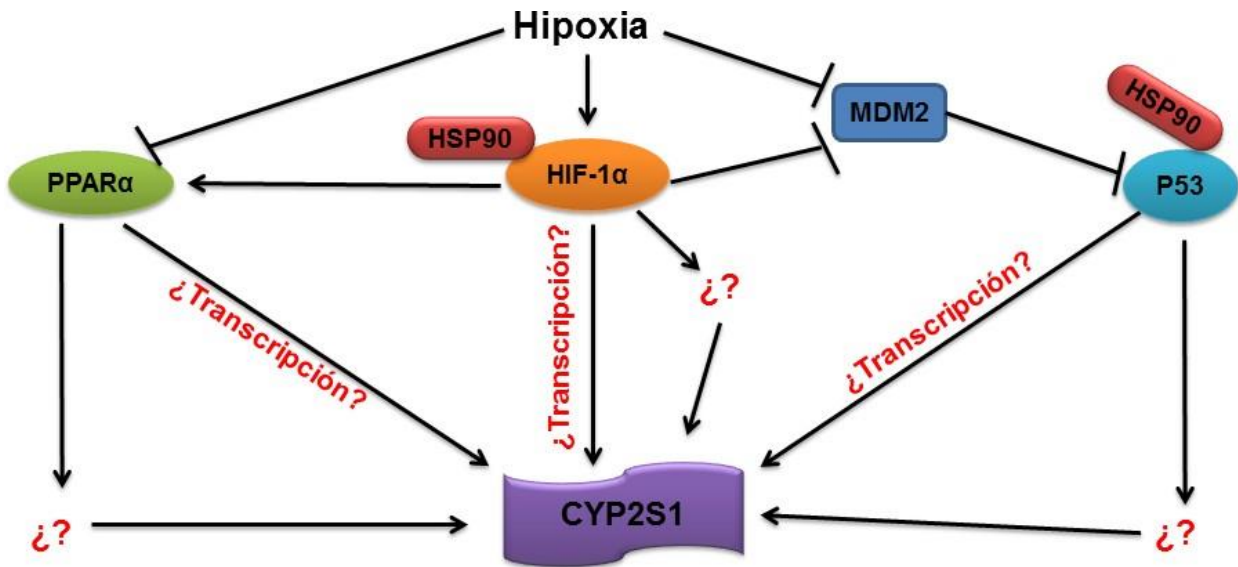 Hipoxia
HSP90
MDM2
HSP90
PPARα
HIF-1α
P53
¿Transcripción?
¿Transcripción?
¿?
¿Transcripción?
¿?
CYP2S1
¿?